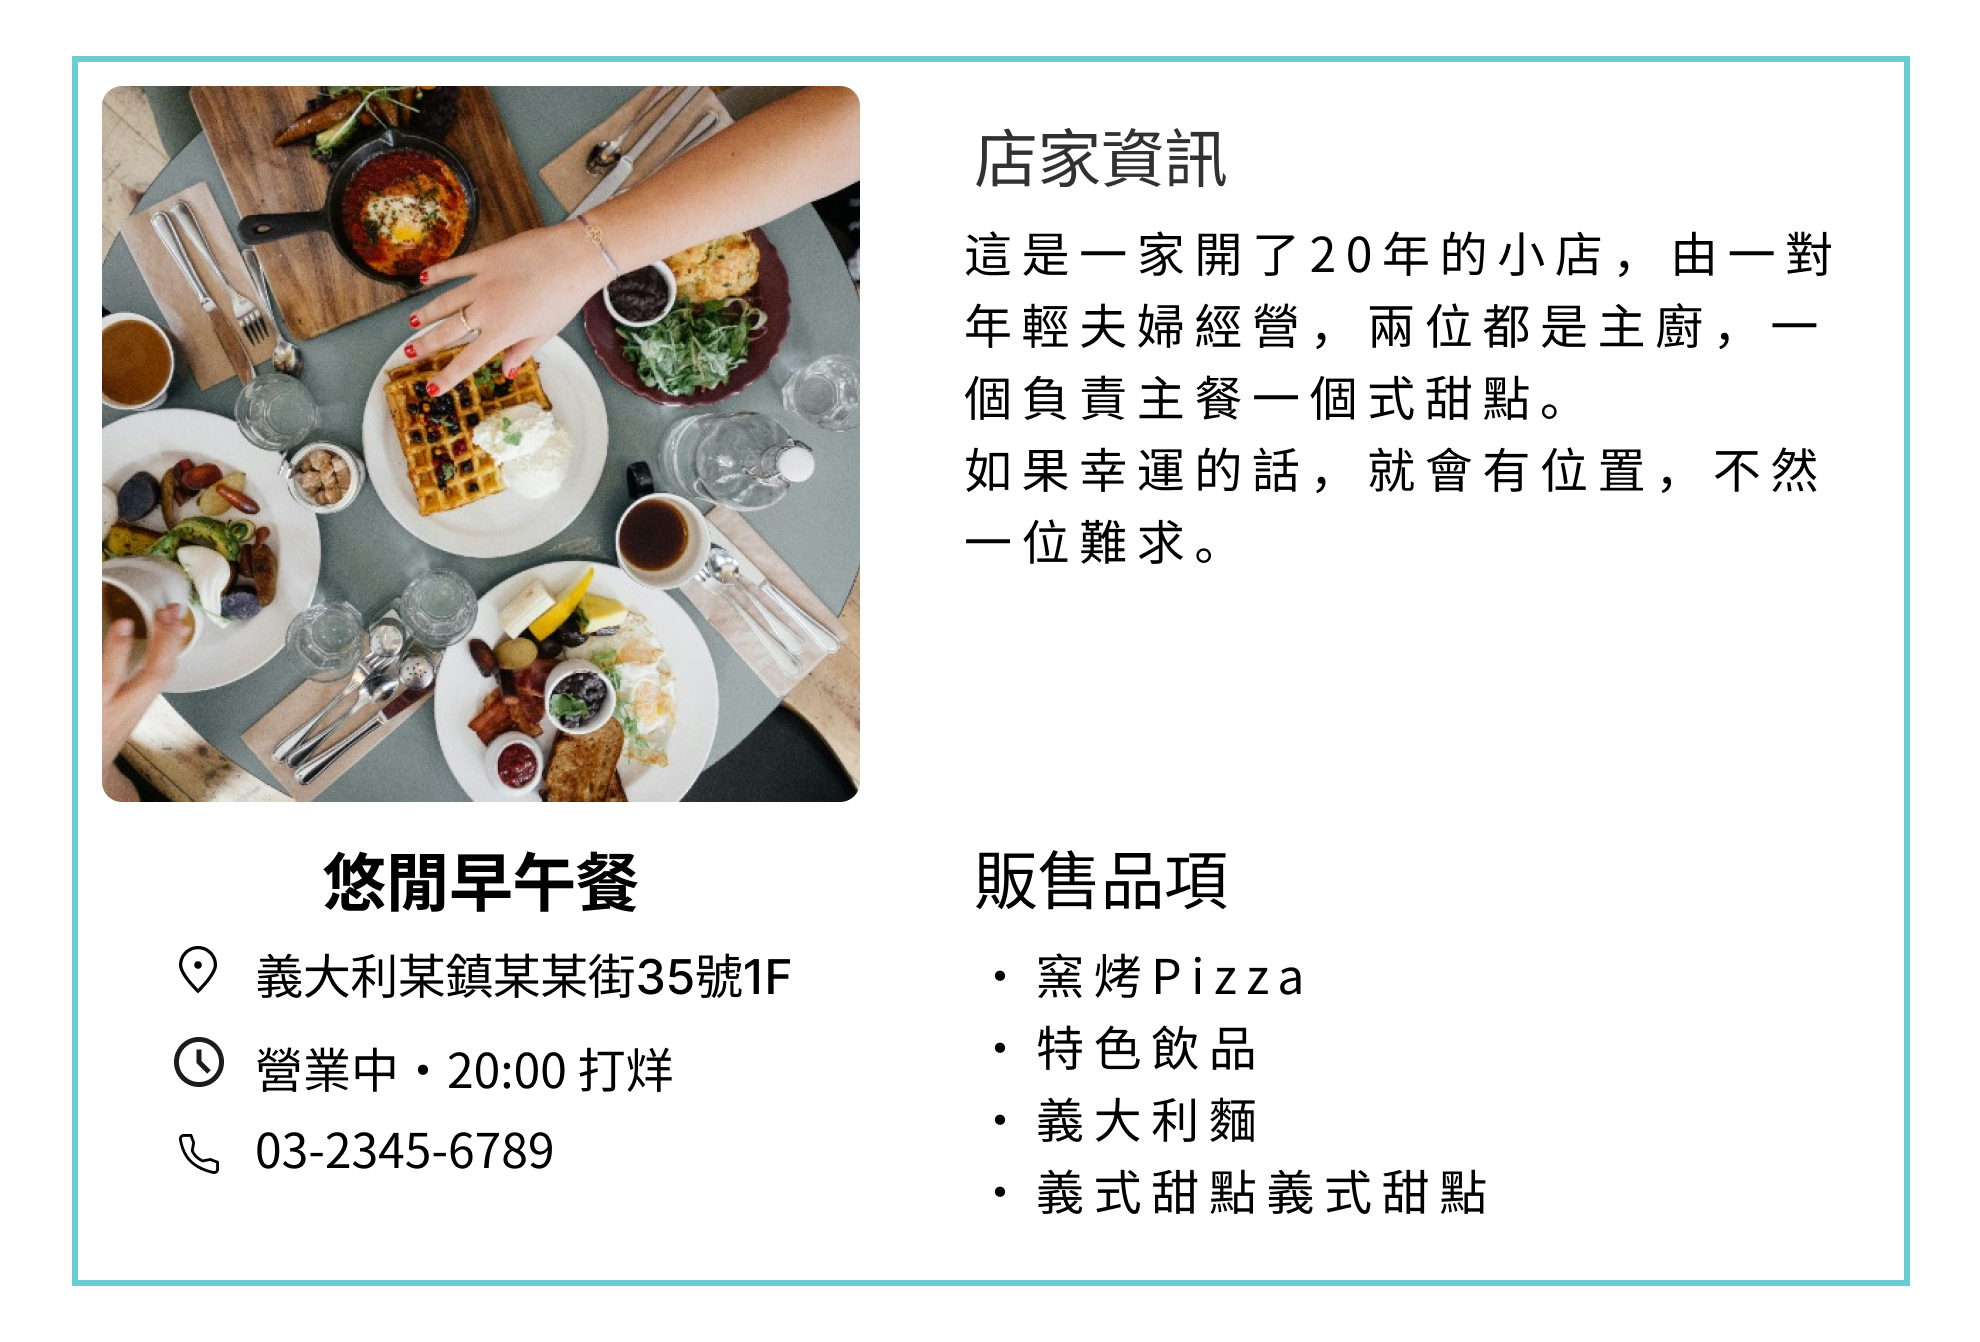 店家資訊
這是一家開了20年的小店，由一對
年輕夫婦經營，兩位都是主廚，一
個負責主餐一個式甜點。
如果幸運的話，就會有位置，不然
一位難求。
悠閒早午餐
義大利某鎮某某街35號1F
營業中・20:00 打烊
03-2345-6789
販售品項
・窯烤Pizza
・特色飲品
・義大利麵
・義式甜點義式甜點